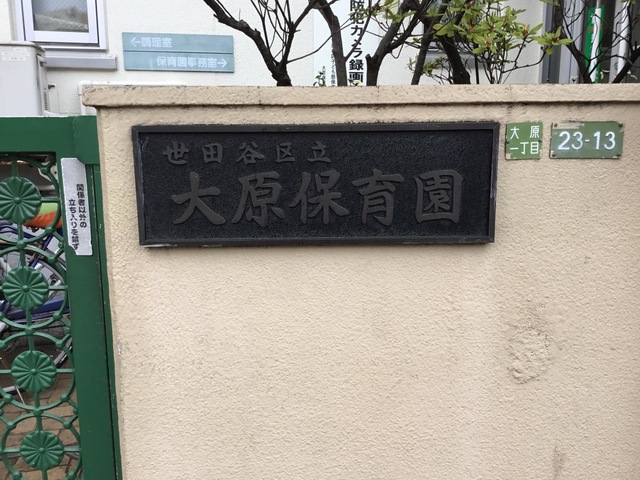 ←調理室
保育園事務室→
防犯カメラ録画
世田谷区立
大原保育園
大原
一丁目
23-13
関係者以外の
立ち入りを禁ず